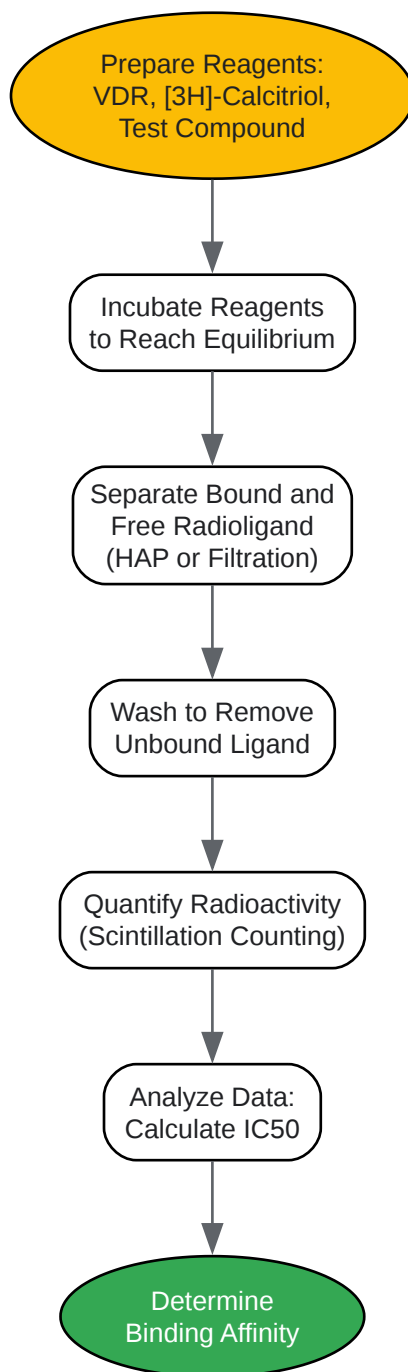 Prepare Reagents:
VDR, [3H]-Calcitriol,
Test Compound
Incubate Reagents
to Reach Equilibrium
Separate Bound and
Free Radioligand
(HAP or Filtration)
Wash to Remove
Unbound Ligand
Quantify Radioactivity
(Scintillation Counting)
Analyze Data:
Calculate IC50
Determine
Binding Affinity